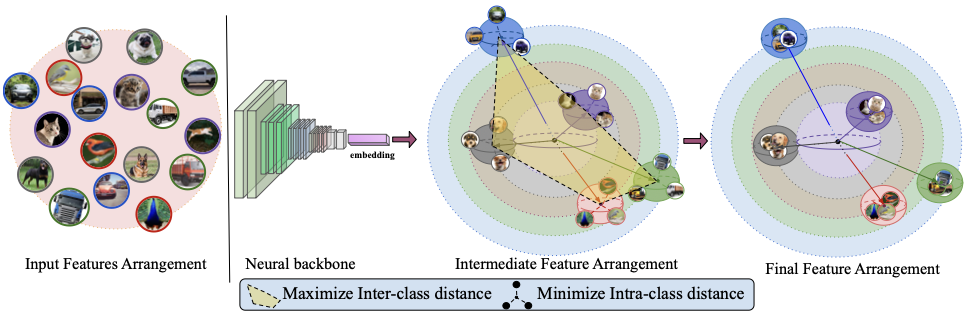 embedding
Input Features Arrangement
Neural backbone
Intermediate Feature Arrangement
Final Feature Arrangement
Maximize Inter-class distance
Minimize Intra-class distance